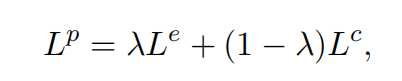 L^p = λL^e + (1 − λ)L^c,